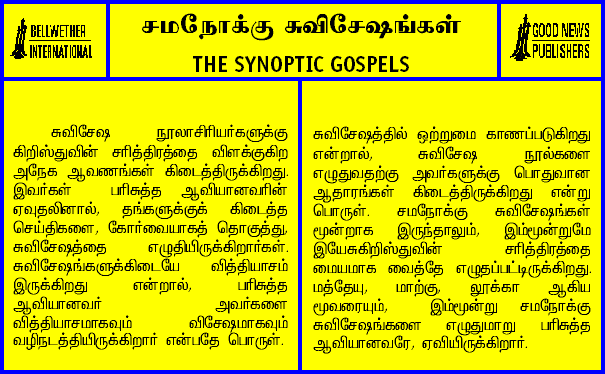 BELLWETHER
INTERNATIONAL
சமநோக்கு சுவிசேஷங்கள்
THE SYNOPTIC GOSPELS
GOOD NEWS
PUBLISHERS
சுவிசேஷ நூலாசிரியர்களுக்கு
கிறிஸ்துவின் சரித்திரத்தை விளக்குகிற
அநேக ஆவணங்கள் கிடைத்திருக்கிறது.
இவர்கள் பரிசுத்த ஆவியானவரின்
ஏவுதலினால், தங்களுக்குக் கிடைத்த
செய்திகளை, கோர்வையாகத் தொகுத்து,
சுவிசேஷத்தை எழுதியிருக்கிறார்கள்.
சுவிசேஷங்களுக்கிடையே வித்தியாசம்
இருக்கிறது என்றால், பரிசுத்த
ஆவியானவர் அவர்களை
வித்தியாசமாகவும் விசேஷமாகவும்
வழிநடத்தியிருக்கிறார் என்பதே பொருள்.
சுவிசேஷத்தில் ஒற்றுமை காணப்படுகிறது
என்றால், சுவிசேஷ நூல்களை
எழுதுவதற்கு அவர்களுக்கு பொதுவான
ஆதாரங்கள் கிடைத்திருக்கிறது என்று
பொருள். சமநோக்கு சுவிசேஷங்கள்
மூன்றாக இருந்தாலும், இம்மூன்றுமே
இயேசுகிறிஸ்துவின் சரித்திரத்தை
மையமாக வைத்தே எழுதப்பட்டிருக்கிறது.
மத்தேயு, மாற்கு, லூக்கா ஆகிய
மூவரையும், இம்மூன்று சமநோக்கு
சுவிசேஷங்களை எழுதுமாறு பரிசுத்த
ஆவியானவரே, ஏவியிருக்கிறார்.